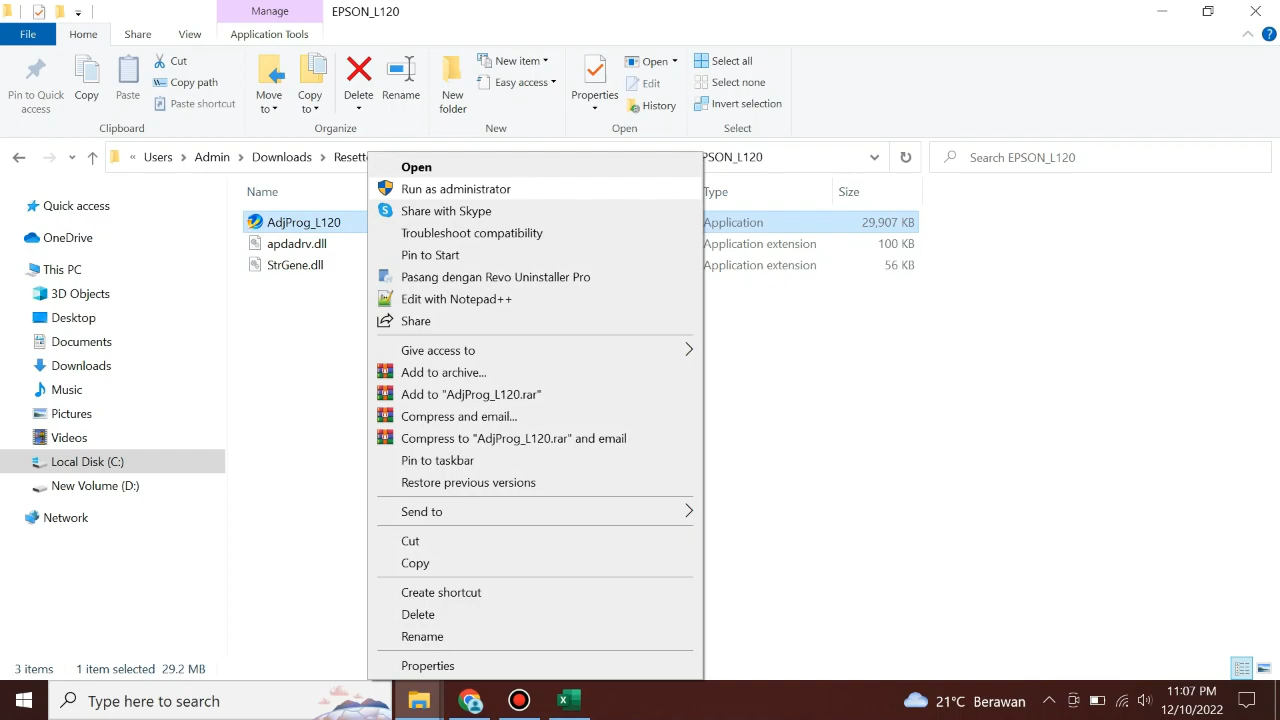 Manage
EPSON_L120
File
Home
Share
View
Application Tools
Pin to Quick access
Copy
Paste
Cut
Copy path
Paste shortcut
Clipboard
Move to
Copy to
Delete
Rename
Organize
New folder
New item
Easy access
New
Properties
Open
Edit
History
Open
Select all
Select none
Invert selection
Select
« Users > Admin > Downloads >
PSON_L120
Search EPSON_L120
Quick access
OneDrive
This PC
3D Objects
Desktop
Documents
Downloads
Music
Pictures
Videos
Local Disk (C:)
New Volume (D:)
Network
Name
Type
Size
AdjProg_L120
Application
29,907 KB
apdadrv.dll
Application extension
100 KB
StrGene.dll
Application extension
56 KB
Open
Run as administrator
Share with Skype
Troubleshoot compatibility
Pin to Start
Pasang dengan Revo Uninstaller Pro
Edit with Notepad++
Share
Give access to
Add to archive...
Add to "AdjProg_L120.rar"
Compress and email...
Compress to "AdjProg_L120.rar" and email
Pin to taskbar
Restore previous versions
Send to
Cut
Copy
Create shortcut
Delete
Rename
Properties
3 items
1 item selected 29.2 MB
Type here to search
21°C Berawan
11:07 PM
12/10/2022